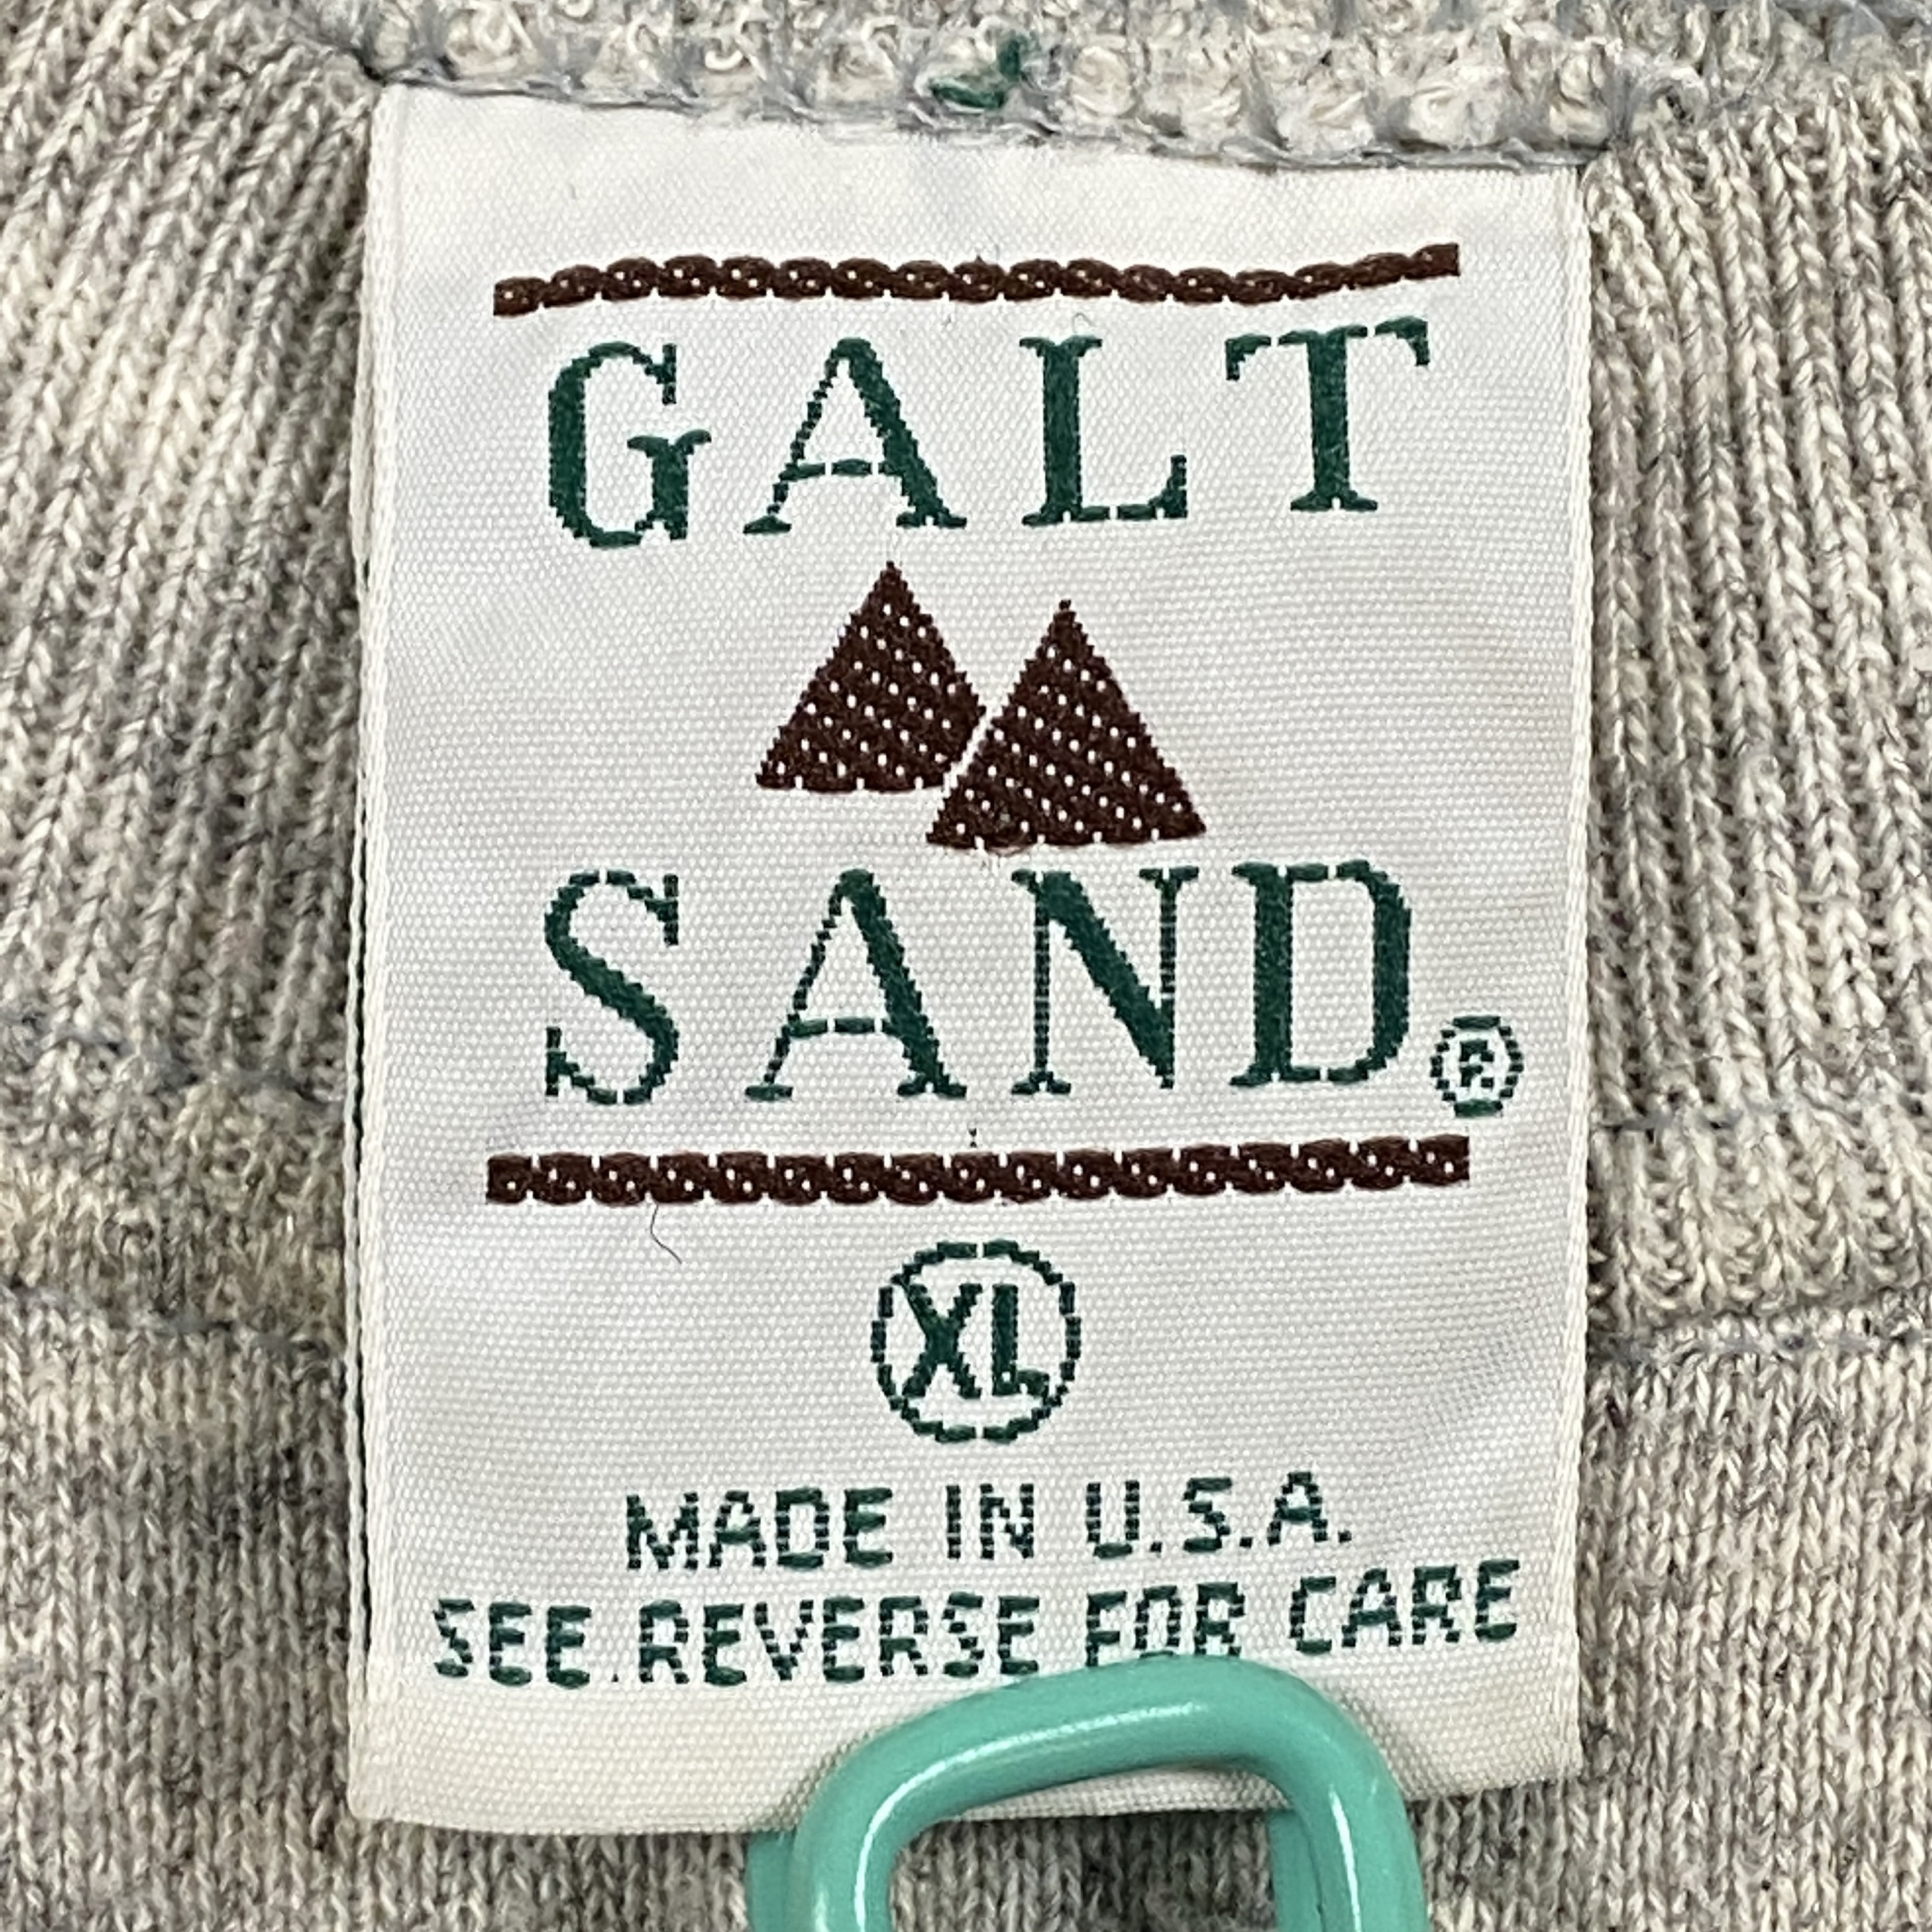 GALT
SAND®
XL
MADE IN U.S.A.
SEE REVERSE FOR CARE